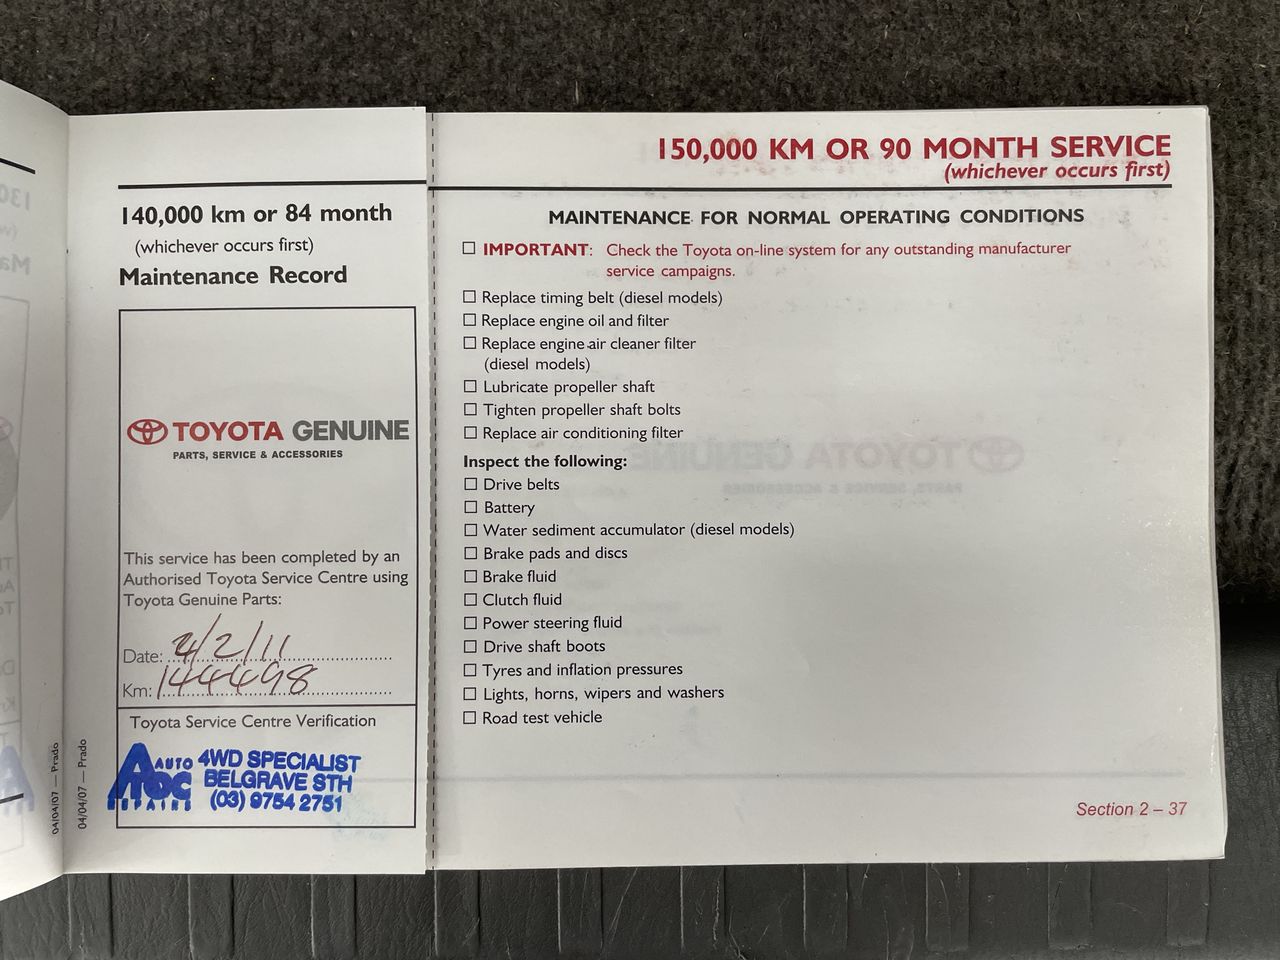 140,000 km or 84 month
(whichever occurs first)
Maintenance Record
TOYOTA GENUINE
PARTS, SERVICE & ACCESSORIES
This service has been completed by an
Authorised Toyota Service Centre using
Toyota Genuine Parts:
Date: 2/2/11
Km: 144498
Toyota Service Centre Verification
AUTO 4WD SPECIALIST
BELGRAVE STH
REPAIRS (03) 9754 2751
04/04/07 — Prado
04/04/07 — Prado
150,000 KM OR 90 MONTH SERVICE
(whichever occurs first)
MAINTENANCE FOR NORMAL OPERATING CONDITIONS
IMPORTANT: Check the Toyota on-line system for any outstanding manufacturer
service campaigns.
Replace timing belt (diesel models)
Replace engine oil and filter
Replace engine air cleaner filter
(diesel models)
Lubricate propeller shaft
Tighten propeller shaft bolts
Replace air conditioning filter
Inspect the following:
Drive belts
Battery
Water sediment accumulator (diesel models)
Brake pads and discs
Brake fluid
Clutch fluid
Power steering fluid
Drive shaft boots
Tyres and inflation pressures
Lights, horns, wipers and washers
Road test vehicle
Section 2 – 37